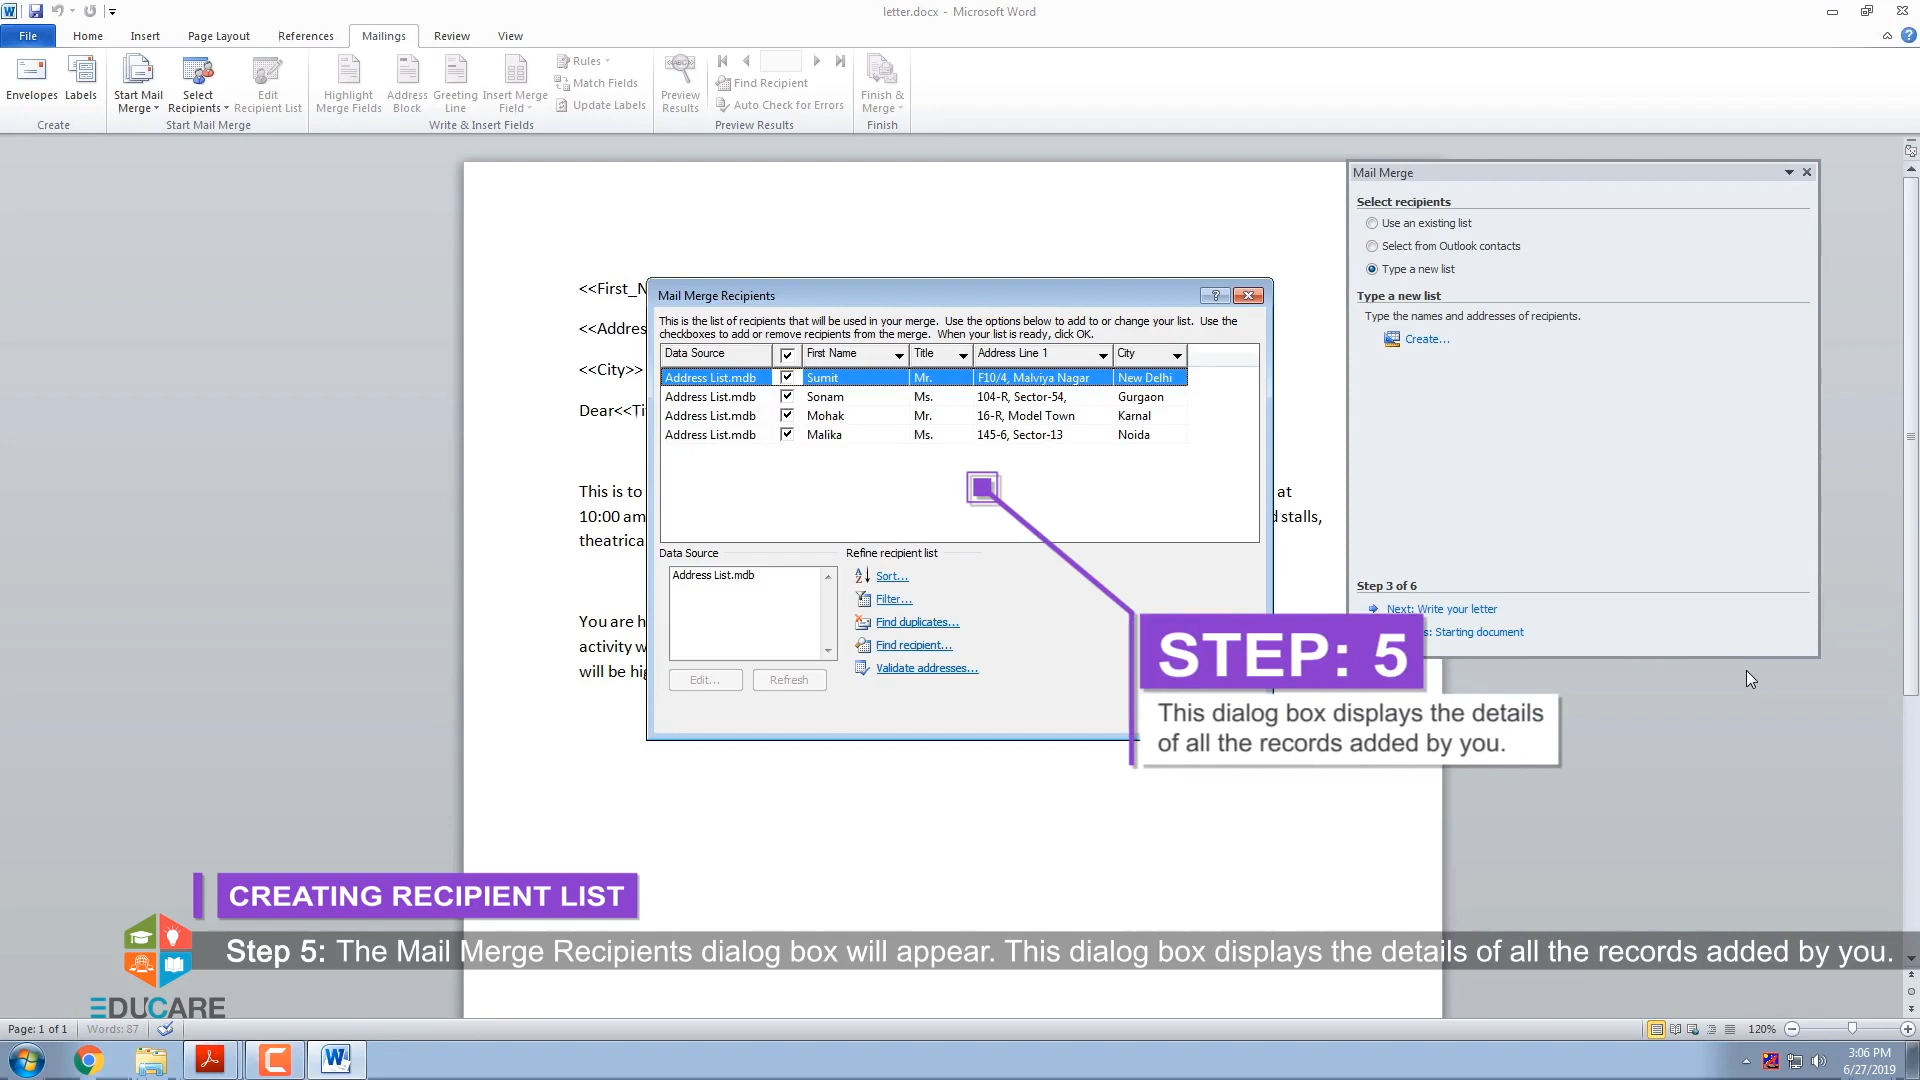 letter.docx - Microsoft Word
File Home Insert Page Layout References Mailings Review View
Envelopes Labels
Create
Start Mail Merge Select Recipients Edit Recipient List
Start Mail Merge
Highlight Merge Fields Address Block Greeting Line Insert Merge Field
Rules
Match Fields
Update Labels
Write & Insert Fields
ABC
Preview Results
Find Recipient
Auto Check for Errors
Preview Results
Finish & Merge
Finish
<<First_N
<<Addres
<<City>>
Dear<<Ti
This is to
at
10:00 am
d stalls,
theatrica
You are h
activity w
will be hig
Mail Merge Recipients
This is the list of recipients that will be used in your merge. Use the options below to add to or change your list. Use the
checkboxes to add or remove recipients from the merge. When your list is ready, click OK.
Data Source First Name Title Address Line 1 City
Address List.mdb Sumit Mr. F10/4, Malviya Nagar New Delhi
Address List.mdb Sonam Ms. 104-R, Sector-54, Gurgaon
Address List.mdb Mohak Mr. 16-R, Model Town Karnal
Address List.mdb Malika Ms. 145-6, Sector-13 Noida
Data Source
Address List.mdb
Edit... Refresh
Refine recipient list
Sort...
Filter...
Find duplicates...
Find recipient...
Validate addresses...
Mail Merge
Select recipients
Use an existing list
Select from Outlook contacts
Type a new list
Type a new list
Type the names and addresses of recipients.
Create...
Step 3 of 6
Next: Write your letter
s: Starting document
STEP: 5
This dialog box displays the details
of all the records added by you.
CREATING RECIPIENT LIST
Step 5: The Mail Merge Recipients dialog box will appear. This dialog box displays the details of all the records added by you.
EDUCARE
Page: 1 of 1 Words: 87
120%
3:06 PM
6/27/2019